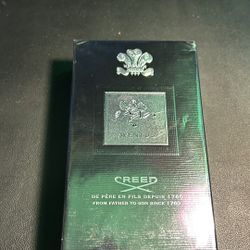 CREED
DE PÈRE EN FILS DEPUIS 1760
FROM FATHER TO SON SINCE 1760